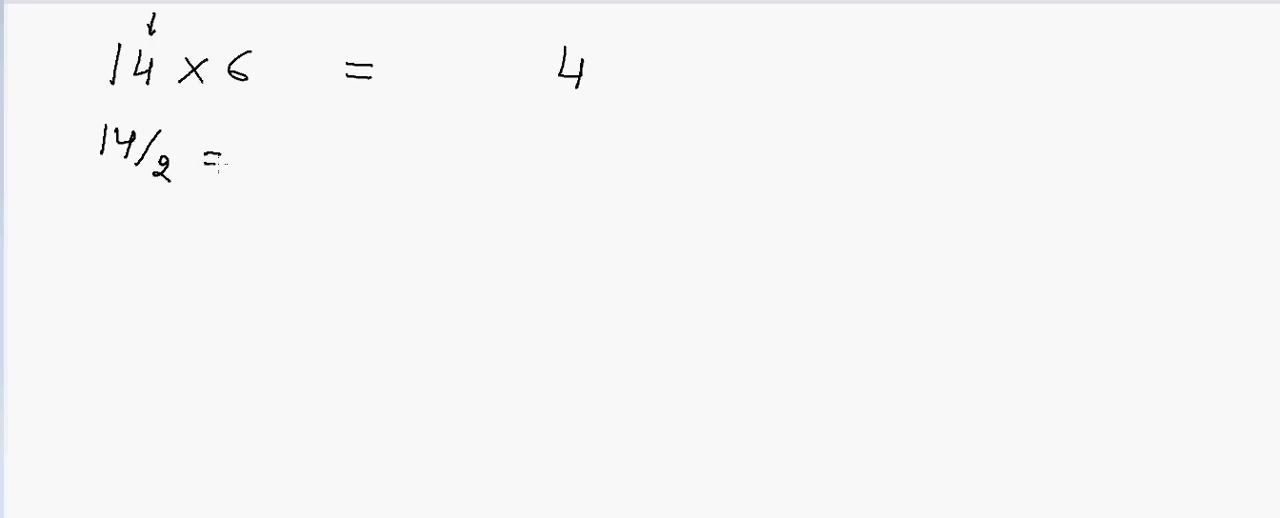 14 × 6 = 4
14/2 =